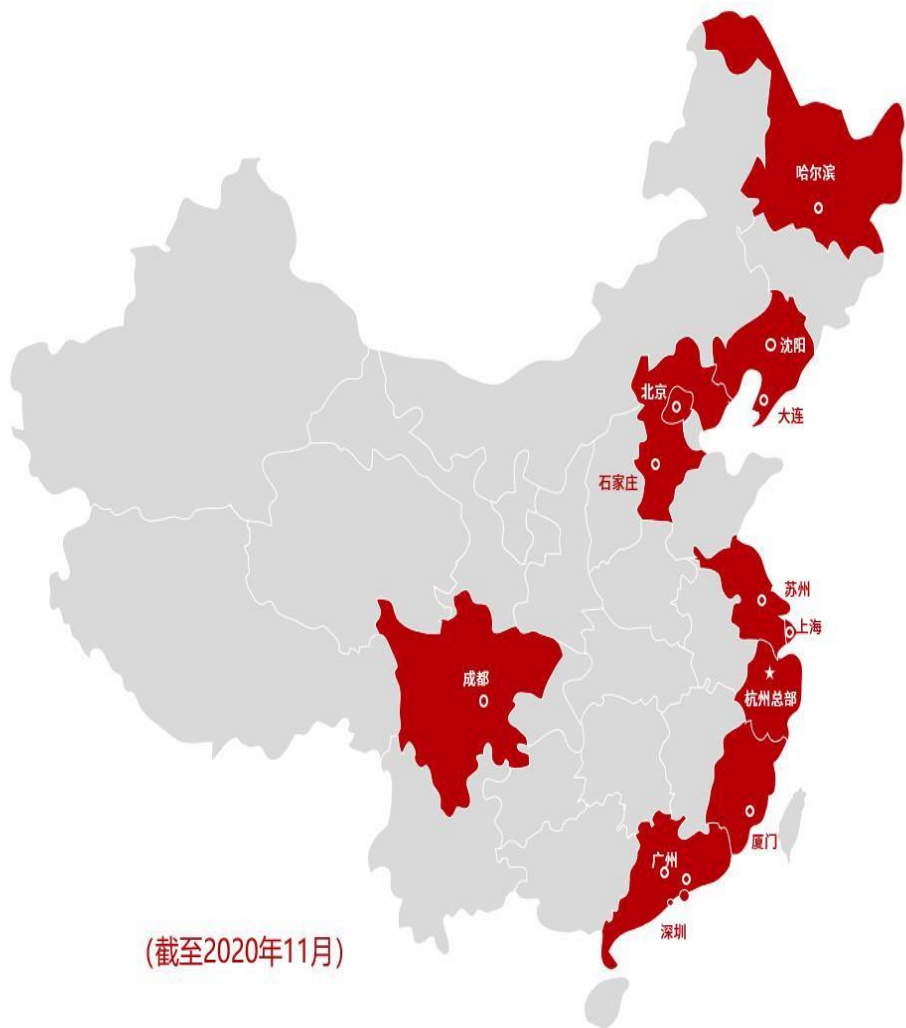 哈尔滨
沈阳
北京
大连
石家庄
苏州
上海
成都
杭州总部
厦门
广州
深圳
(截至2020年11月)